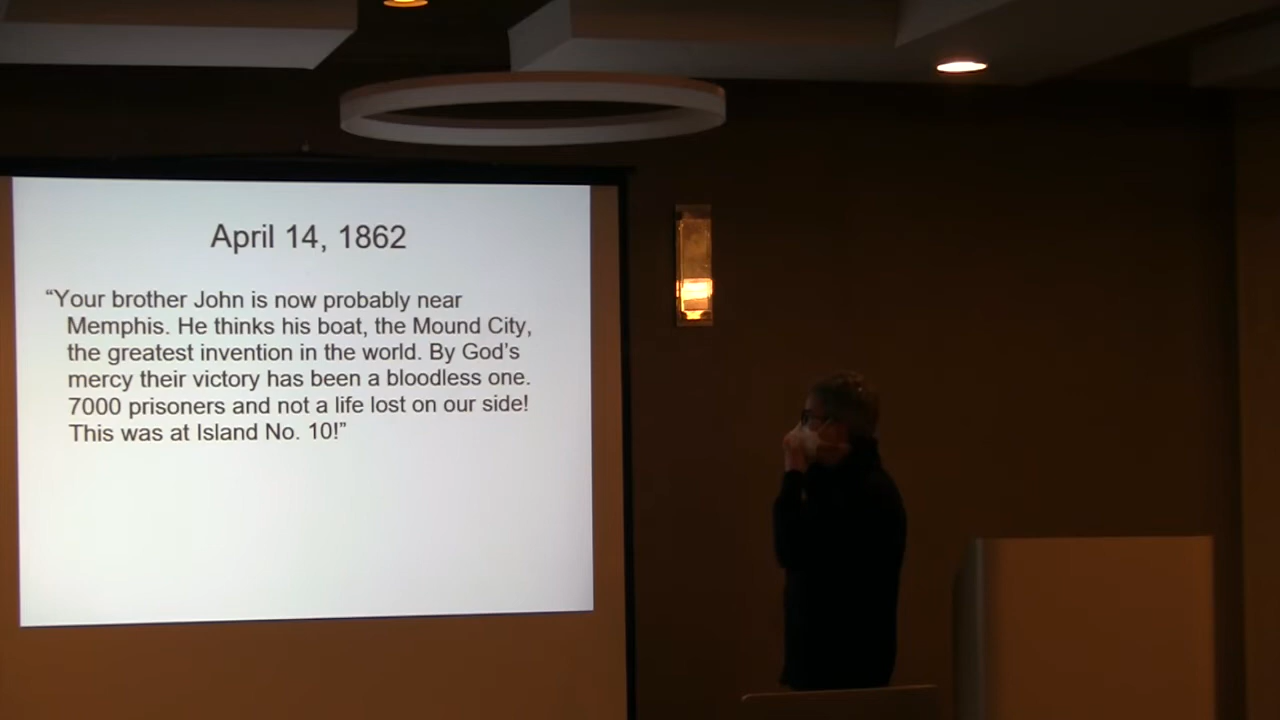 April 14, 1862
“Your brother John is now probably near
Memphis. He thinks his boat, the Mound City,
the greatest invention in the world. By God’s
mercy their victory has been a bloodless one.
7000 prisoners and not a life lost on our side!
This was at Island No. 10!”